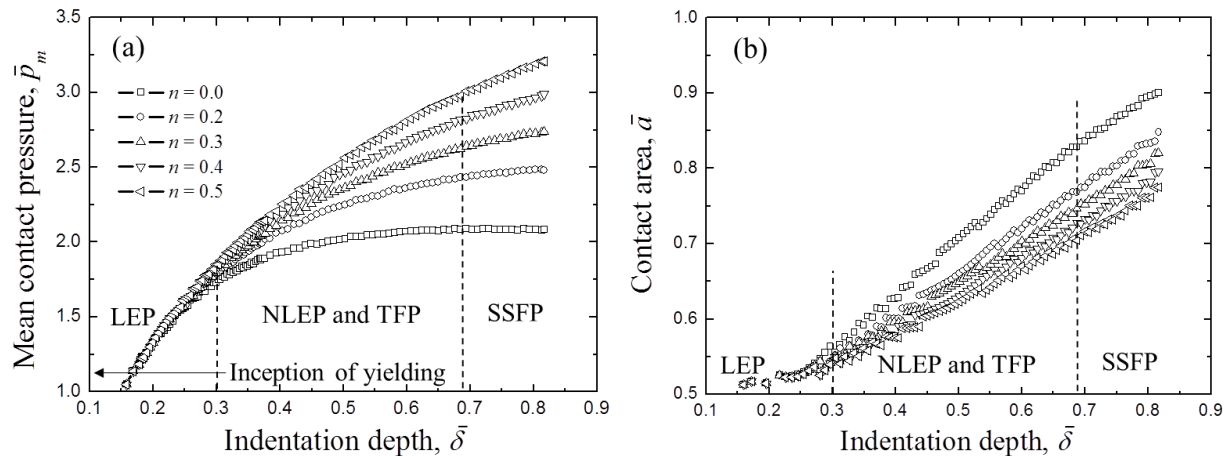 (a)
Mean contact pressure, p̄ₘ
3.5
3.0
2.5
2.0
1.5
1.0
n = 0.0
n = 0.2
n = 0.3
n = 0.4
n = 0.5
LEP
NLEP and TFP
SSFP
Inception of yielding
0.1 0.2 0.3 0.4 0.5 0.6 0.7 0.8 0.9
Indentation depth, δ̄
(b)
Contact area, ā
1.0
0.9
0.8
0.7
0.6
0.5
LEP
NLEP and TFP
SSFP
0.1 0.2 0.3 0.4 0.5 0.6 0.7 0.8 0.9
Indentation depth, δ̄